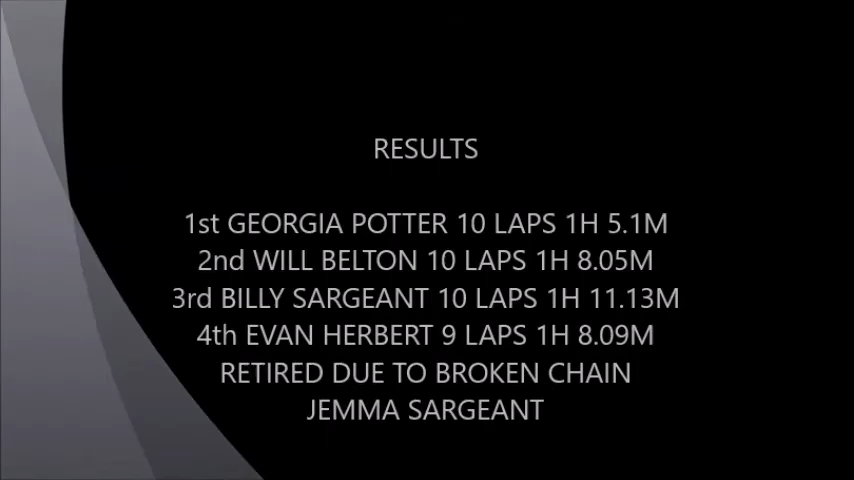 RESULTS
1st GEORGIA POTTER 10 LAPS 1H 5.1M
2nd WILL BELTON 10 LAPS 1H 8.05M
3rd BILLY SARGEANT 10 LAPS 1H 11.13M
4th EVAN HERBERT 9 LAPS 1H 8.09M
RETIRED DUE TO BROKEN CHAIN
JEMMA SARGEANT